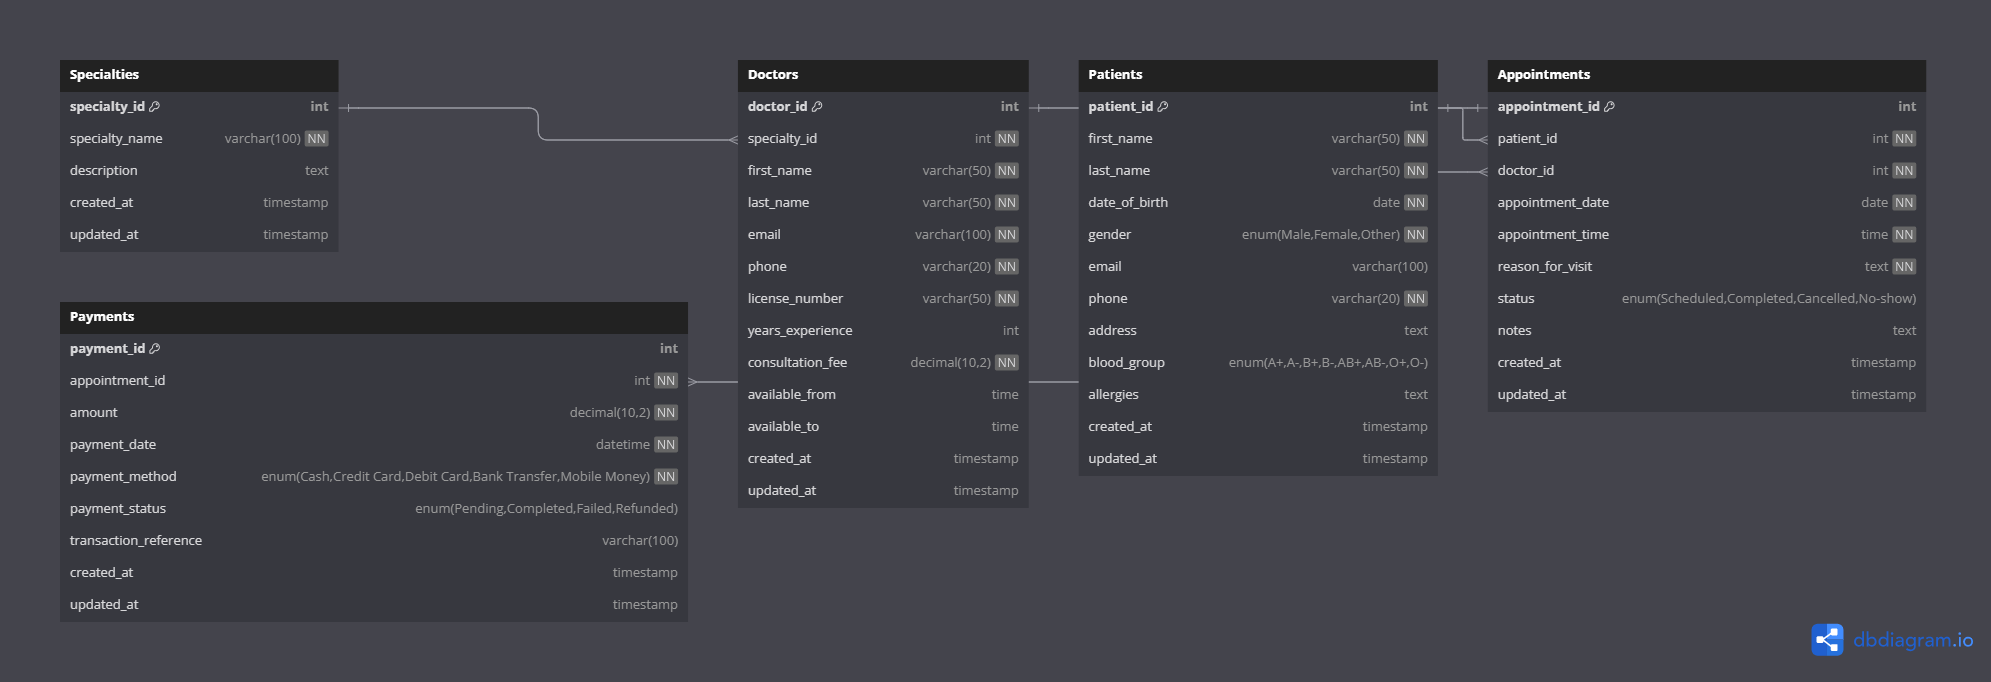 Specialties
specialty_id int
specialty_name varchar(100) NN
description text
created_at timestamp
updated_at timestamp
Payments
payment_id int
appointment_id int NN
amount decimal(10,2) NN
payment_date datetime NN
payment_method enum(Cash,Credit Card,Debit Card,Bank Transfer,Mobile Money) NN
payment_status enum(Pending,Completed,Failed,Refunded)
transaction_reference varchar(100)
created_at timestamp
updated_at timestamp
Doctors
doctor_id int
specialty_id int NN
first_name varchar(50) NN
last_name varchar(50) NN
email varchar(100) NN
phone varchar(20) NN
license_number varchar(50) NN
years_experience int
consultation_fee decimal(10,2) NN
available_from time
available_to time
created_at timestamp
updated_at timestamp
Patients
patient_id int
first_name varchar(50) NN
last_name varchar(50) NN
date_of_birth date NN
gender enum(Male,Female,Other) NN
email varchar(100)
phone varchar(20) NN
address text
blood_group enum(A+,A-,B+,B-,AB+,AB-,O+,O-)
allergies text
created_at timestamp
updated_at timestamp
Appointments
appointment_id int
patient_id int NN
doctor_id int NN
appointment_date date NN
appointment_time time NN
reason_for_visit text NN
status enum(Scheduled,Completed,Cancelled,No-show)
notes text
created_at timestamp
updated_at timestamp
dbdiagram.io